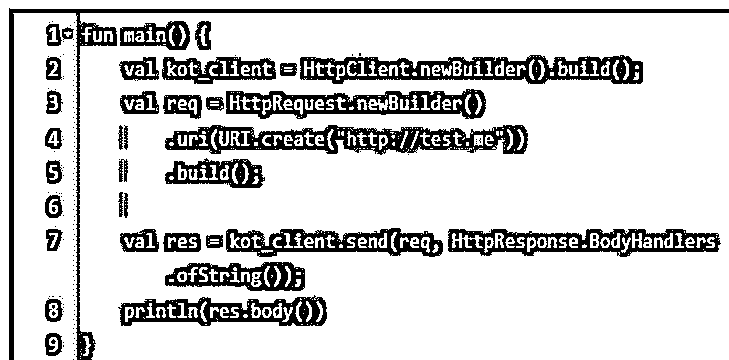 1 fun main() {
2 val kot_client = HttpClient.newBuilder().build();
3 val req = HttpRequest.newBuilder()
4 .uri(URI.create("http://test.me"))
5 .build();
6
7 val res = kot_client.send(req, HttpResponse.BodyHandlers
.ofString());
8 println(res.body())
9 }